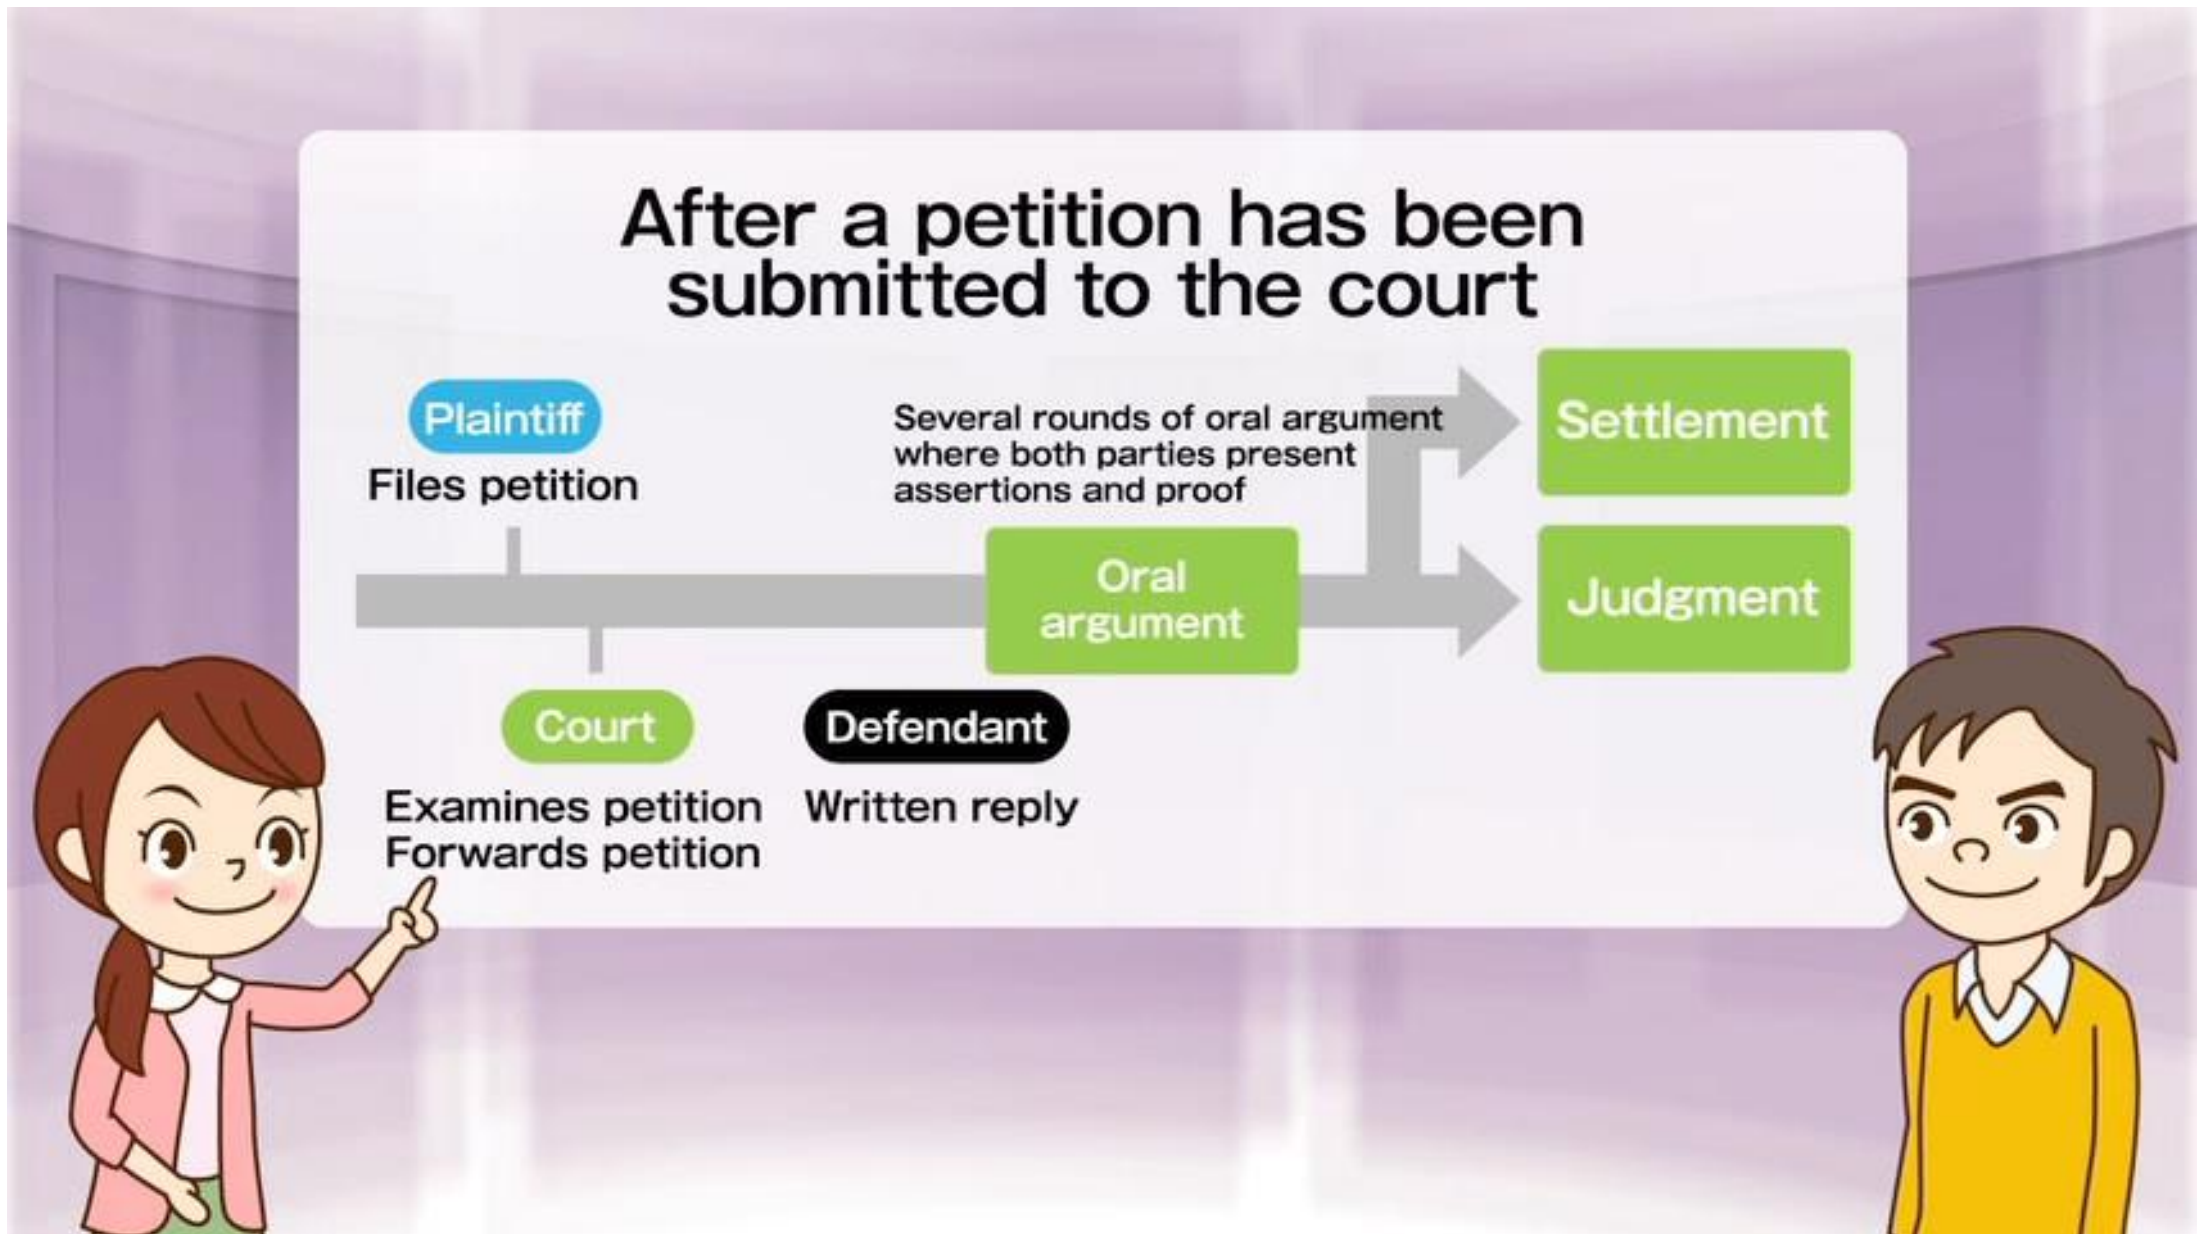 After a petition has been
submitted to the court
Plaintiff
Files petition
Several rounds of oral argument
where both parties present
assertions and proof
Settlement
Oral
argument
Judgment
Court
Examines petition
Forwards petition
Defendant
Written reply